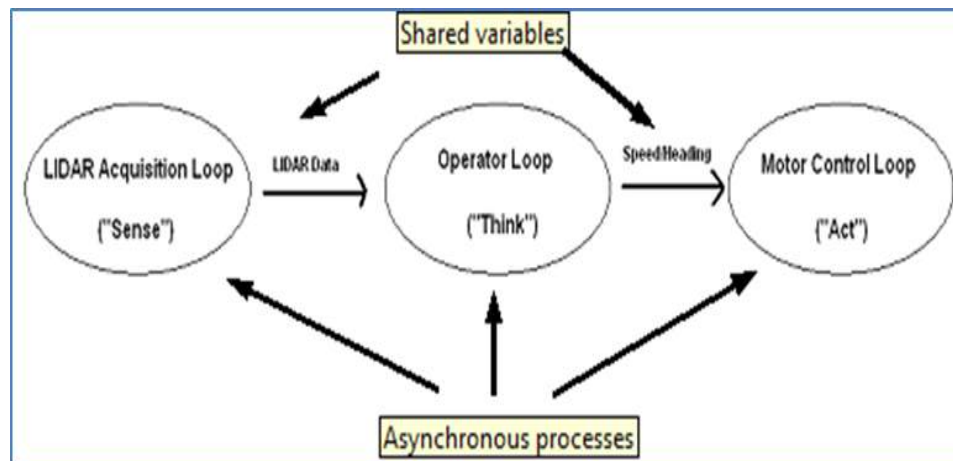 Shared variables
LIDAR Acquisition Loop
("Sense")
LIDAR Data
Operator Loop
("Think")
Speed/Heading
Motor Control Loop
("Act")
Asynchronous processes